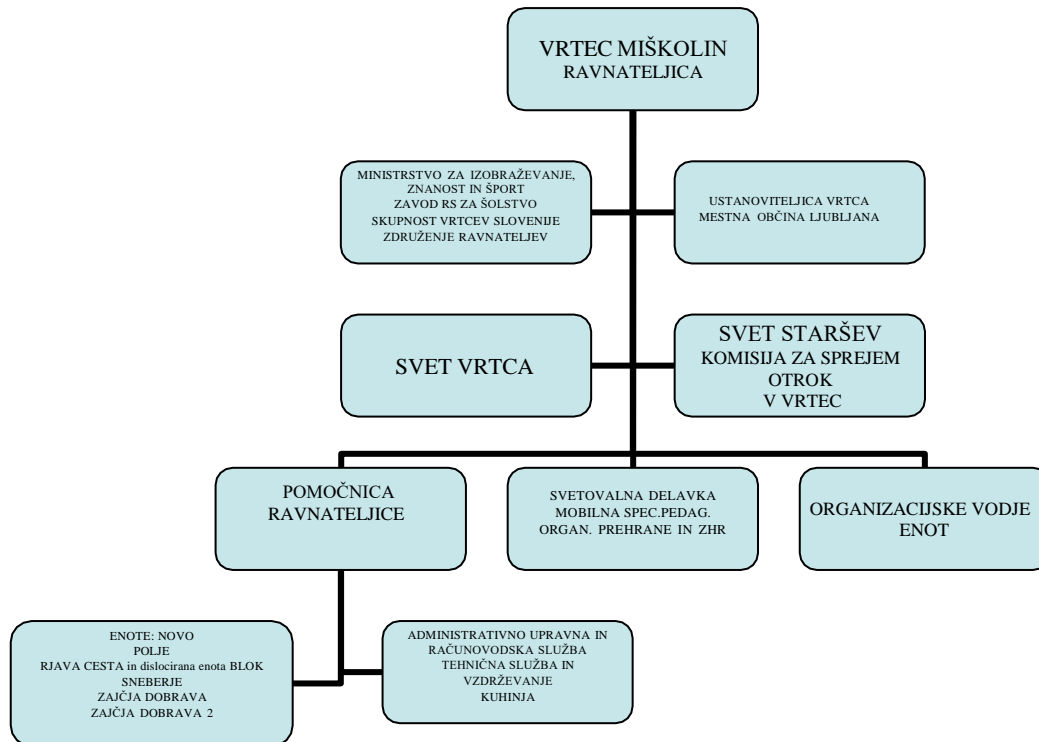 VRTEC MIŠKOLIN
RAVNATELJICA
MINISTRSTVO ZA IZOBRAŽEVANJE,
ZNANOST IN ŠPORT
ZAVOD RS ZA ŠOLSTVO
SKUPNOST VRTCEV SLOVENIJE
ZDRUŽENJE RAVNATELJEV
USTANOVITELJICA VRTCA
MESTNA OBČINA LJUBLJANA
SVET VRTCA
SVET STARŠEV
KOMISIJA ZA SPREJEM
OTROK
V VRTEC
POMOČNICA
RAVNATELJICE
SVETOVALNA DELAVKA
MOBILNA SPEC.PEDAG.
ORGAN. PREHRANE IN ZHR
ORGANIZACIJSKE VODJE
ENOT
ENOTE: NOVO
POLJE
RJAVA CESTA in dislocirana enota BLOK
SNEBERJE
ZAJČJA DOBRAVA
ZAJČJA DOBRAVA 2
ADMINISTRATIVNO UPRAVNA IN
RAČUNOVODSKA SLUŽBA
TEHNIČNA SLUŽBA IN
VZDRŽEVANJE
KUHINJA